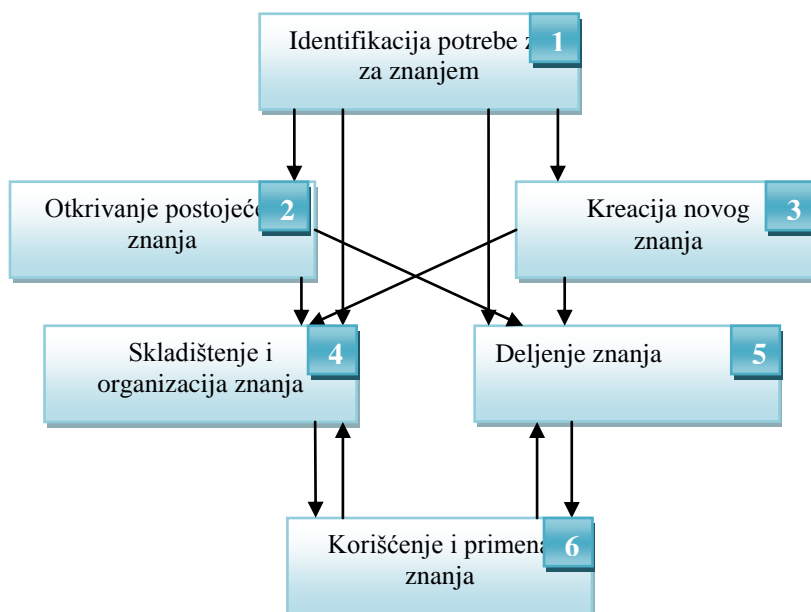 Identifikacija potrebe z
za znanjem
1
Otkrivanje postojeće
znanja
2
Kreacija novog
znanja
3
Skladištenje i
organizacija znanja
4
Deljenje znanja
5
Korišćenje i primena
znanja
6